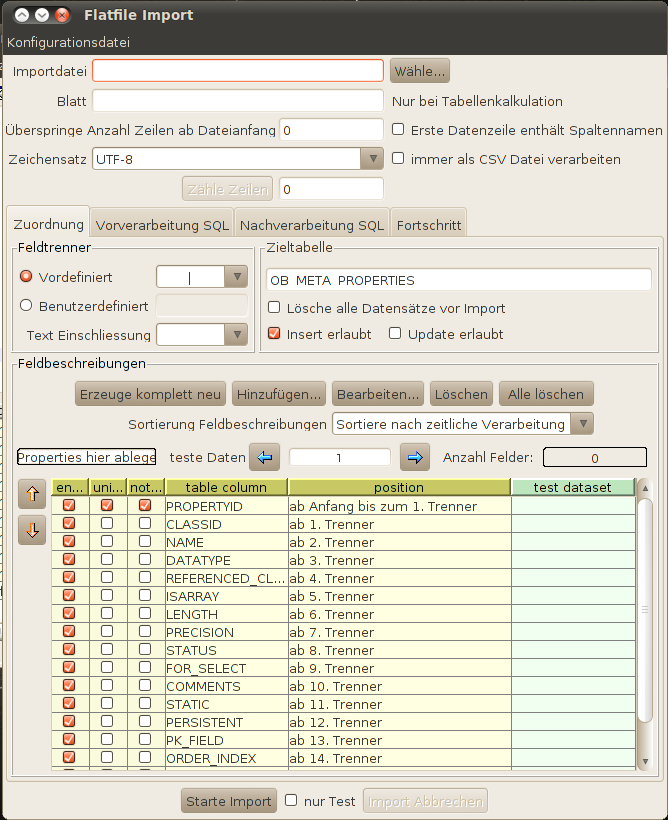 Flatfile Import
Konfigurationsdatei
Importdatei Wähle...
Blatt Nur bei Tabellenkalkulation
Überspringe Anzahl Zeilen ab Dateianfang 0 Erste Datenzeile enthält Spaltennamen
Zeichensatz UTF-8 immer als CSV Datei verarbeiten
Zähle Zeilen 0
Zuordnung Vorverarbeitung SQL Nachverarbeitung SQL Fortschritt
Feldtrenner Zieltabelle
Vordefiniert | OB_META_PROPERTIES
Benutzerdefiniert Lösche alle Datensätze vor Import
Text Einschliessung Insert erlaubt Update erlaubt
Feldbeschreibungen
Erzeuge komplett neu Hinzufügen... Bearbeiten... Löschen Alle löschen
Sortierung Feldbeschreibungen Sortiere nach zeitliche Verarbeitung
Properties hier ablege teste Daten 1 Anzahl Felder: 0
en... uni... not... table column position test dataset
PROPERTYID ab Anfang bis zum 1. Trenner
CLASSID ab 1. Trenner
NAME ab 2. Trenner
DATATYPE ab 3. Trenner
REFERENCED_CL... ab 4. Trenner
ISARRAY ab 5. Trenner
LENGTH ab 6. Trenner
PRECISION ab 7. Trenner
STATUS ab 8. Trenner
FOR_SELECT ab 9. Trenner
COMMENTS ab 10. Trenner
STATIC ab 11. Trenner
PERSISTENT ab 12. Trenner
PK_FIELD ab 13. Trenner
ORDER_INDEX ab 14. Trenner
Starte Import nur Test Import Abbrechen